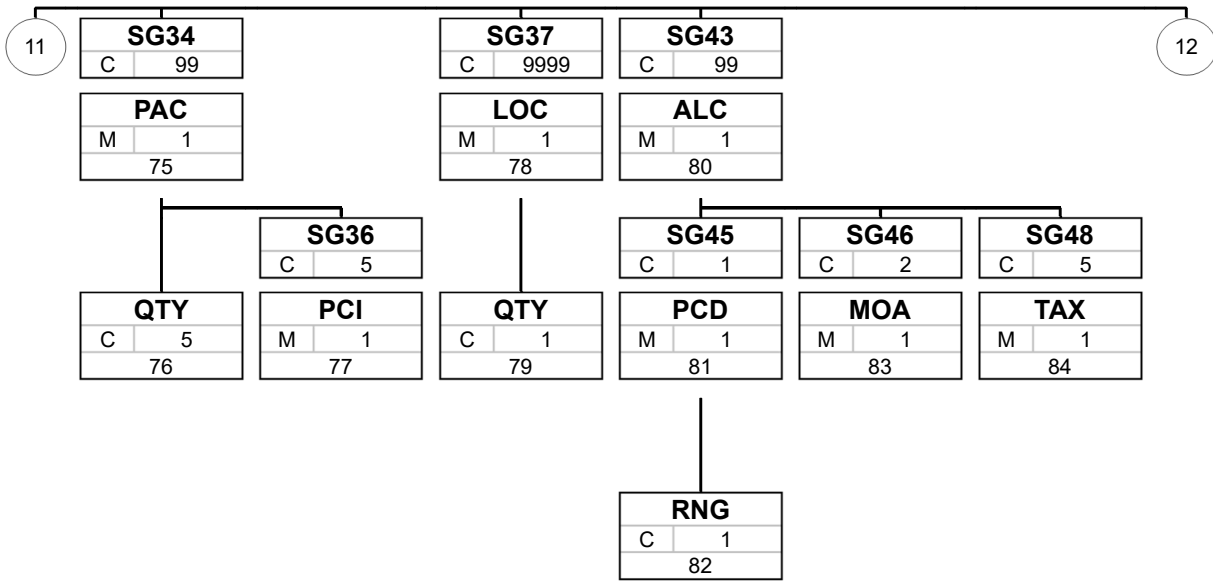 11
SG34
C 99
SG37
C 9999
SG43
C 99
12
PAC
M 1
75
LOC
M 1
78
ALC
M 1
80
SG36
C 5
SG45
C 1
SG46
C 2
SG48
C 5
QTY
C 5
76
PCI
M 1
77
QTY
C 1
79
PCD
M 1
81
MOA
M 1
83
TAX
M 1
84
RNG
C 1
82